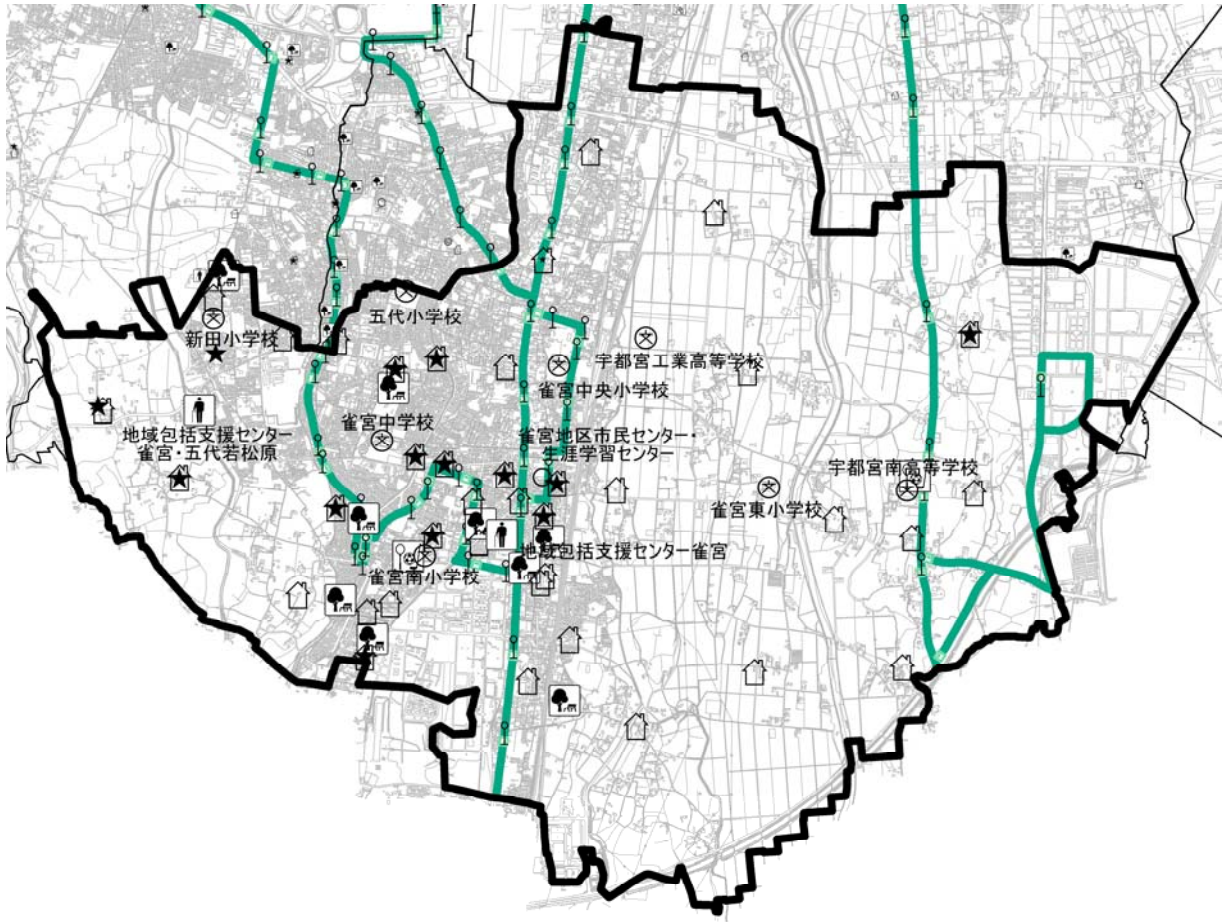 五代小学校
新田小学校
宇都宮工業高等学校
雀宮中央小学校
雀宮中学校
地域包括支援センター
雀宮・五代若松原
雀宮地区市民センター・
生涯学習センター
宇都宮南高等学校
雀宮東小学校
地域包括支援センター雀宮
雀宮南小学校